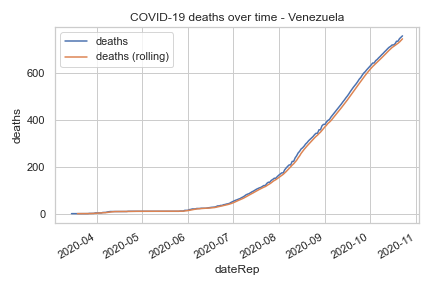 COVID-19 deaths over time - Venezuela
deaths
deaths (rolling)
600
400
200
0
deaths
2020-04
2020-05
2020-06
2020-07
2020-08
2020-09
2020-10
2020-11
dateRep